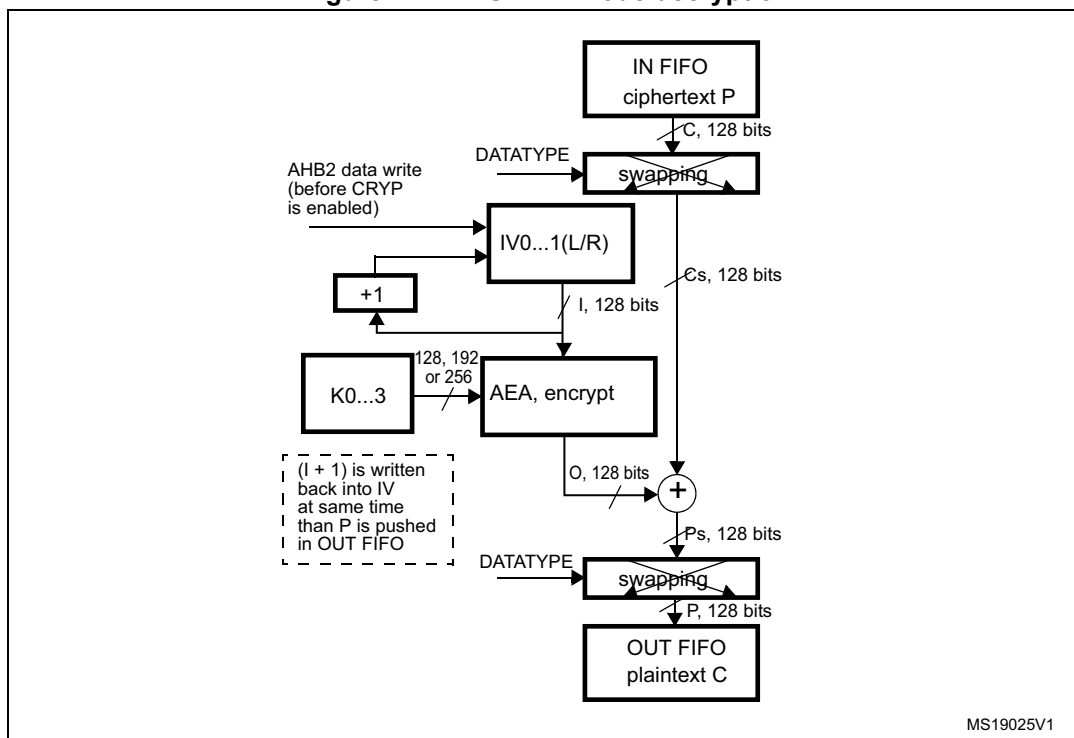 IN FIFO
ciphertext P
C, 128 bits
DATATYPE
swapping
AHB2 data write
(before CRYP
is enabled)
IV0...1(L/R)
Cs, 128 bits
+1
I, 128 bits
128, 192
or 256
K0...3
AEA, encrypt
(I + 1) is written
back into IV
at same time
than P is pushed
in OUT FIFO
O, 128 bits
+
Ps, 128 bits
DATATYPE
swapping
P, 128 bits
OUT FIFO
plaintext C
MS19025V1